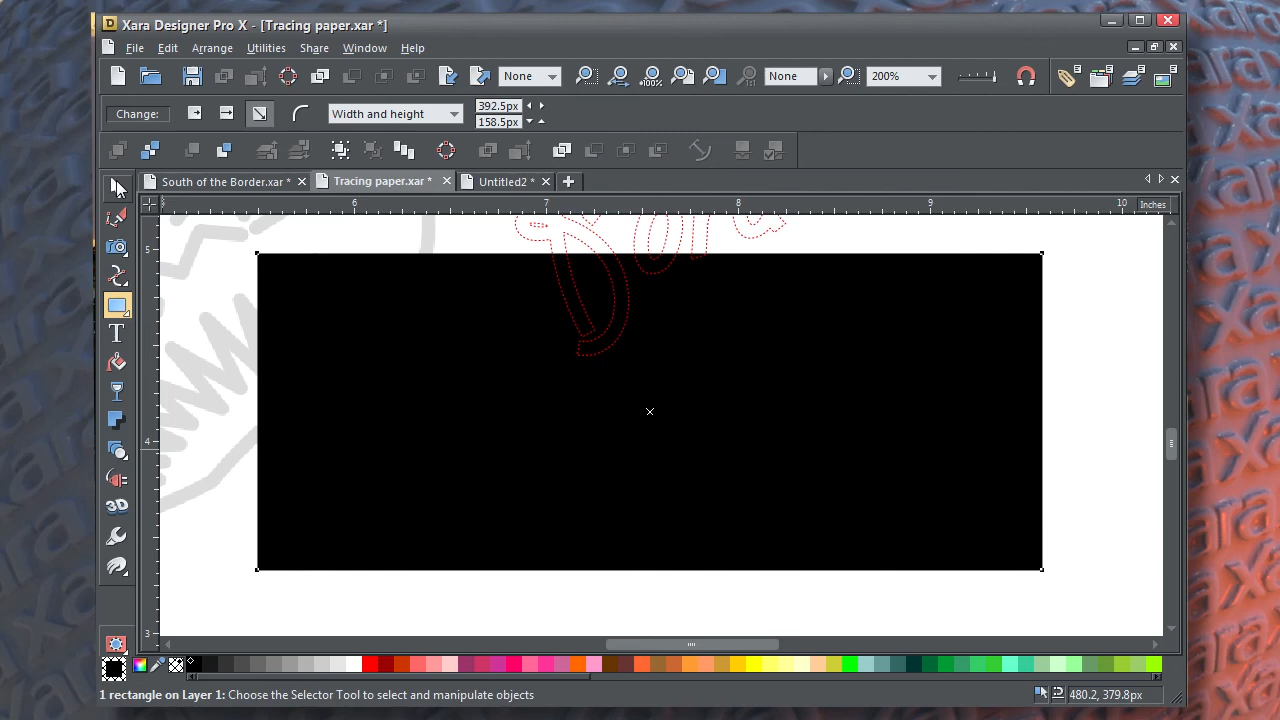 Xara Designer Pro X - [Tracing paper.xar *]
File Edit Arrange Utilities Share Window Help
None None 200%
Change: Width and height 392.5px
158.5px
South of the Border.xar * Tracing paper.xar * Untitled2 *
6 7 8 9 10 Inches
5
4
3
T
3D
1 rectangle on Layer 1: Choose the Selector Tool to select and manipulate objects 480.2, 379.8px